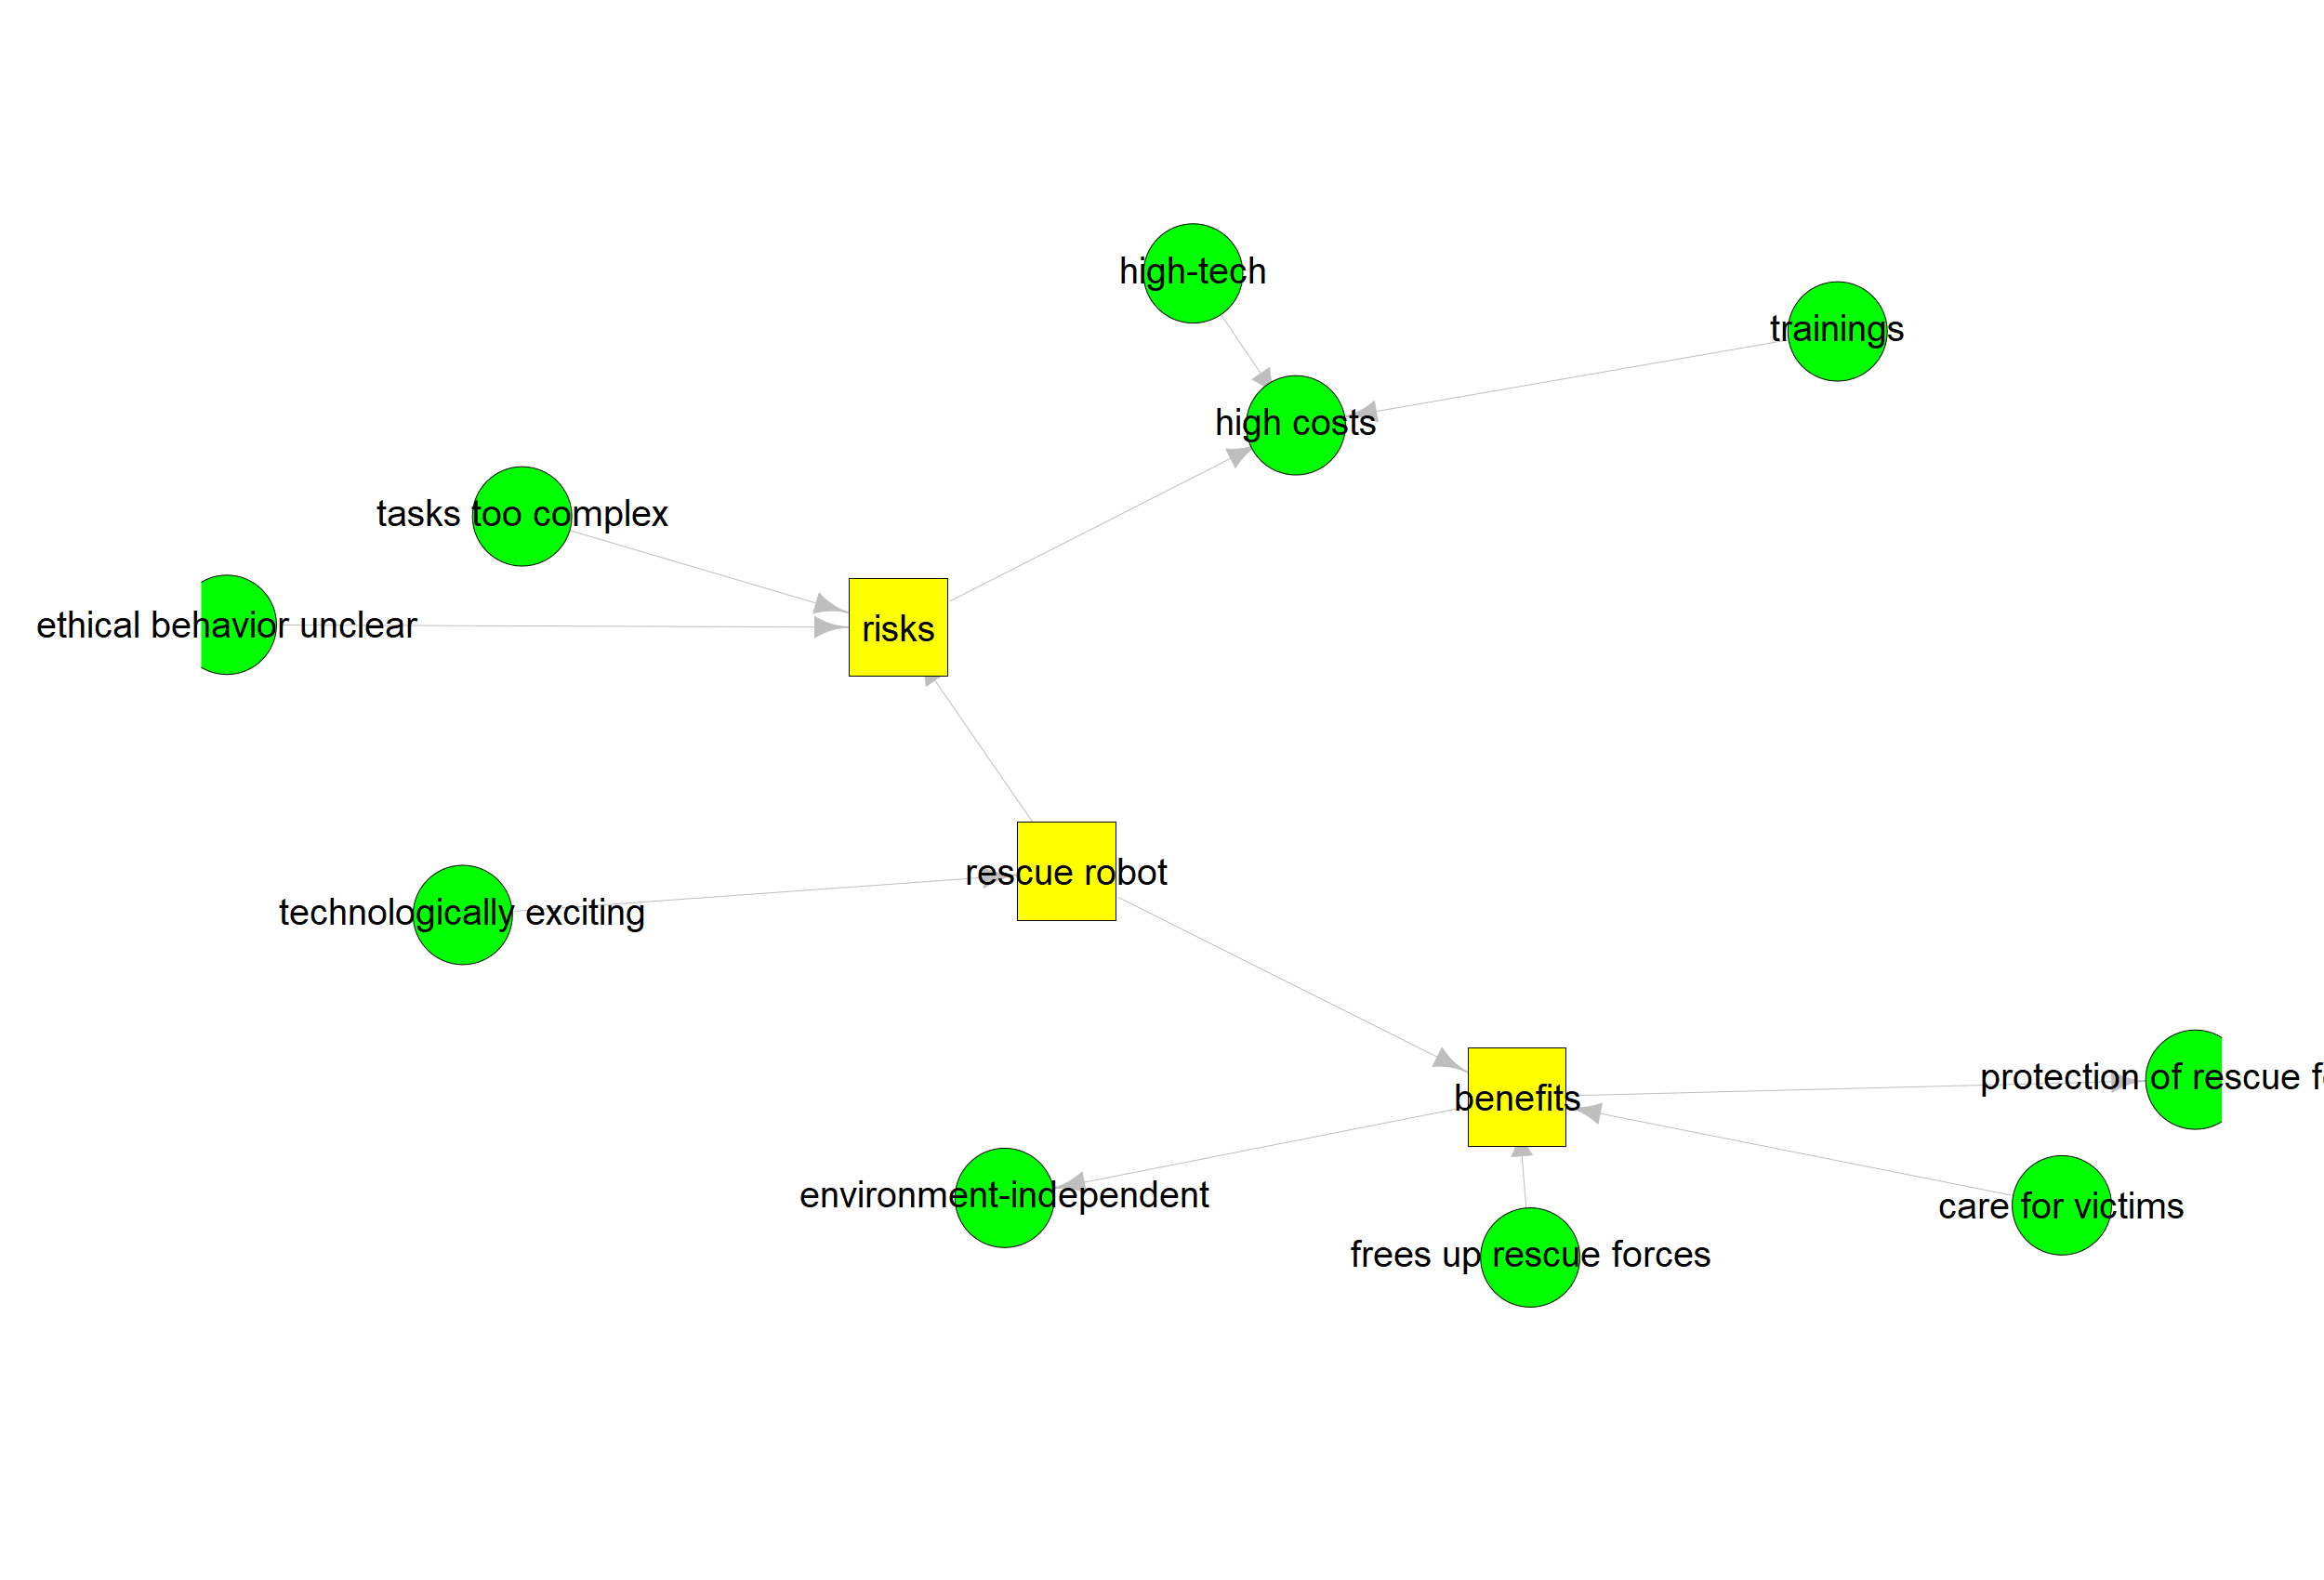 high-tech
trainings
high costs
tasks too complex
ethical behavior unclear
risks
rescue robot
technologically exciting
protection of rescue f
benefits
environment-independent
care for victims
frees up rescue forces